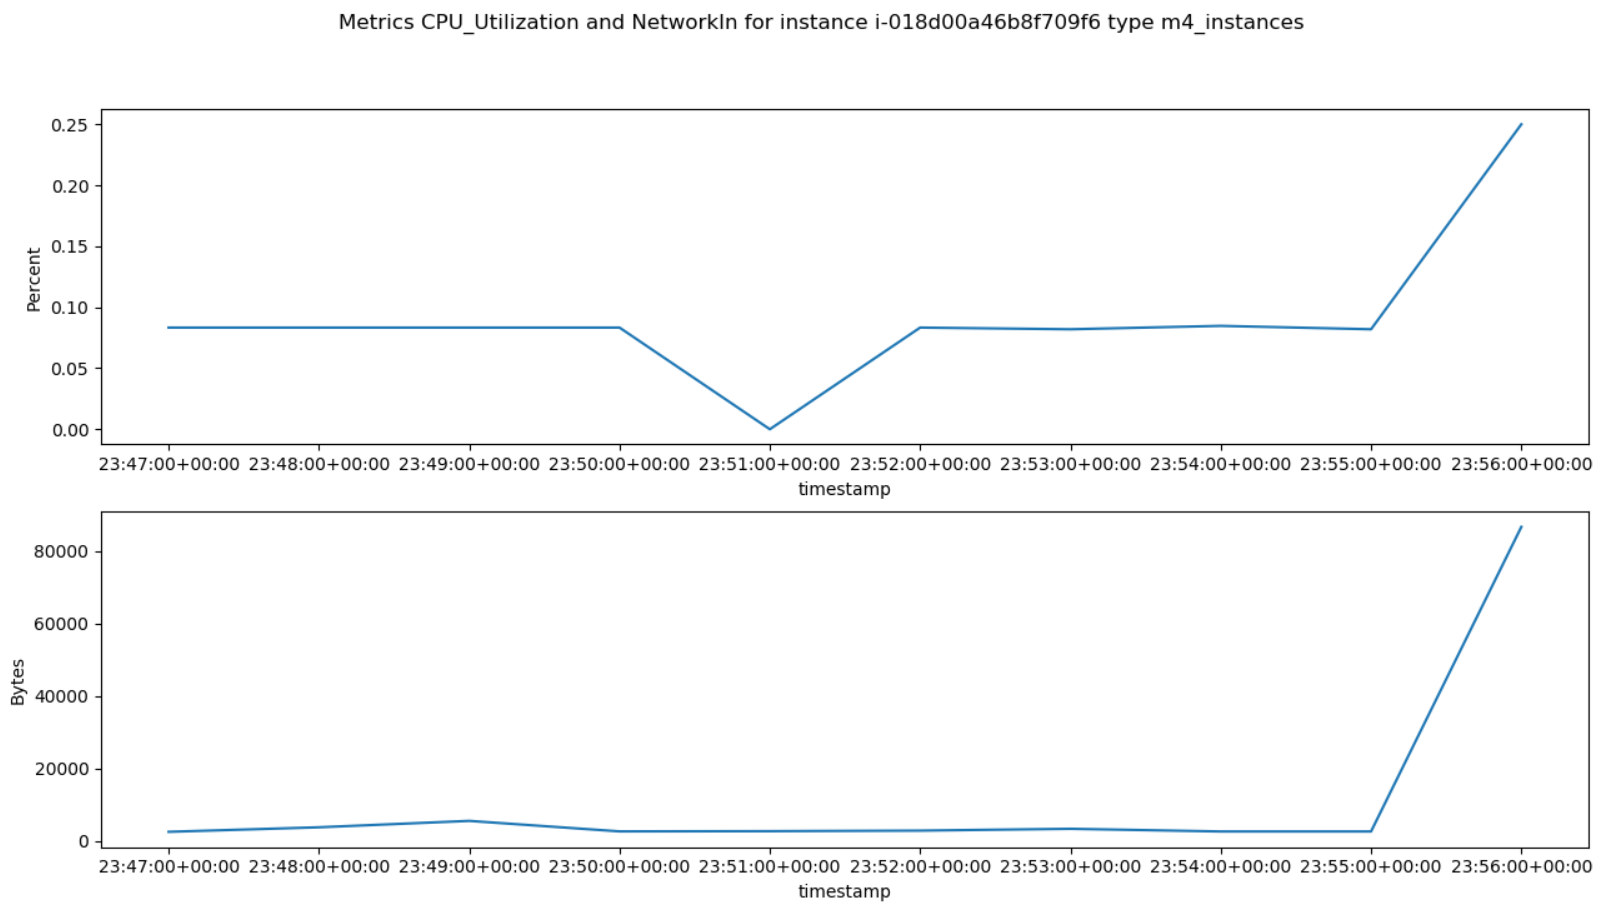 Metrics CPU_Utilization and NetworkIn for instance i-018d00a46b8f709f6 type m4_instances
0.25
0.20
0.15
0.10
0.05
0.00
Percent
23:47:00+00:00 23:48:00+00:00 23:49:00+00:00 23:50:00+00:00 23:51:00+00:00 23:52:00+00:00 23:53:00+00:00 23:54:00+00:00 23:55:00+00:00 23:56:00+00:00
timestamp
80000
60000
40000
20000
0
Bytes
23:47:00+00:00 23:48:00+00:00 23:49:00+00:00 23:50:00+00:00 23:51:00+00:00 23:52:00+00:00 23:53:00+00:00 23:54:00+00:00 23:55:00+00:00 23:56:00+00:00
timestamp